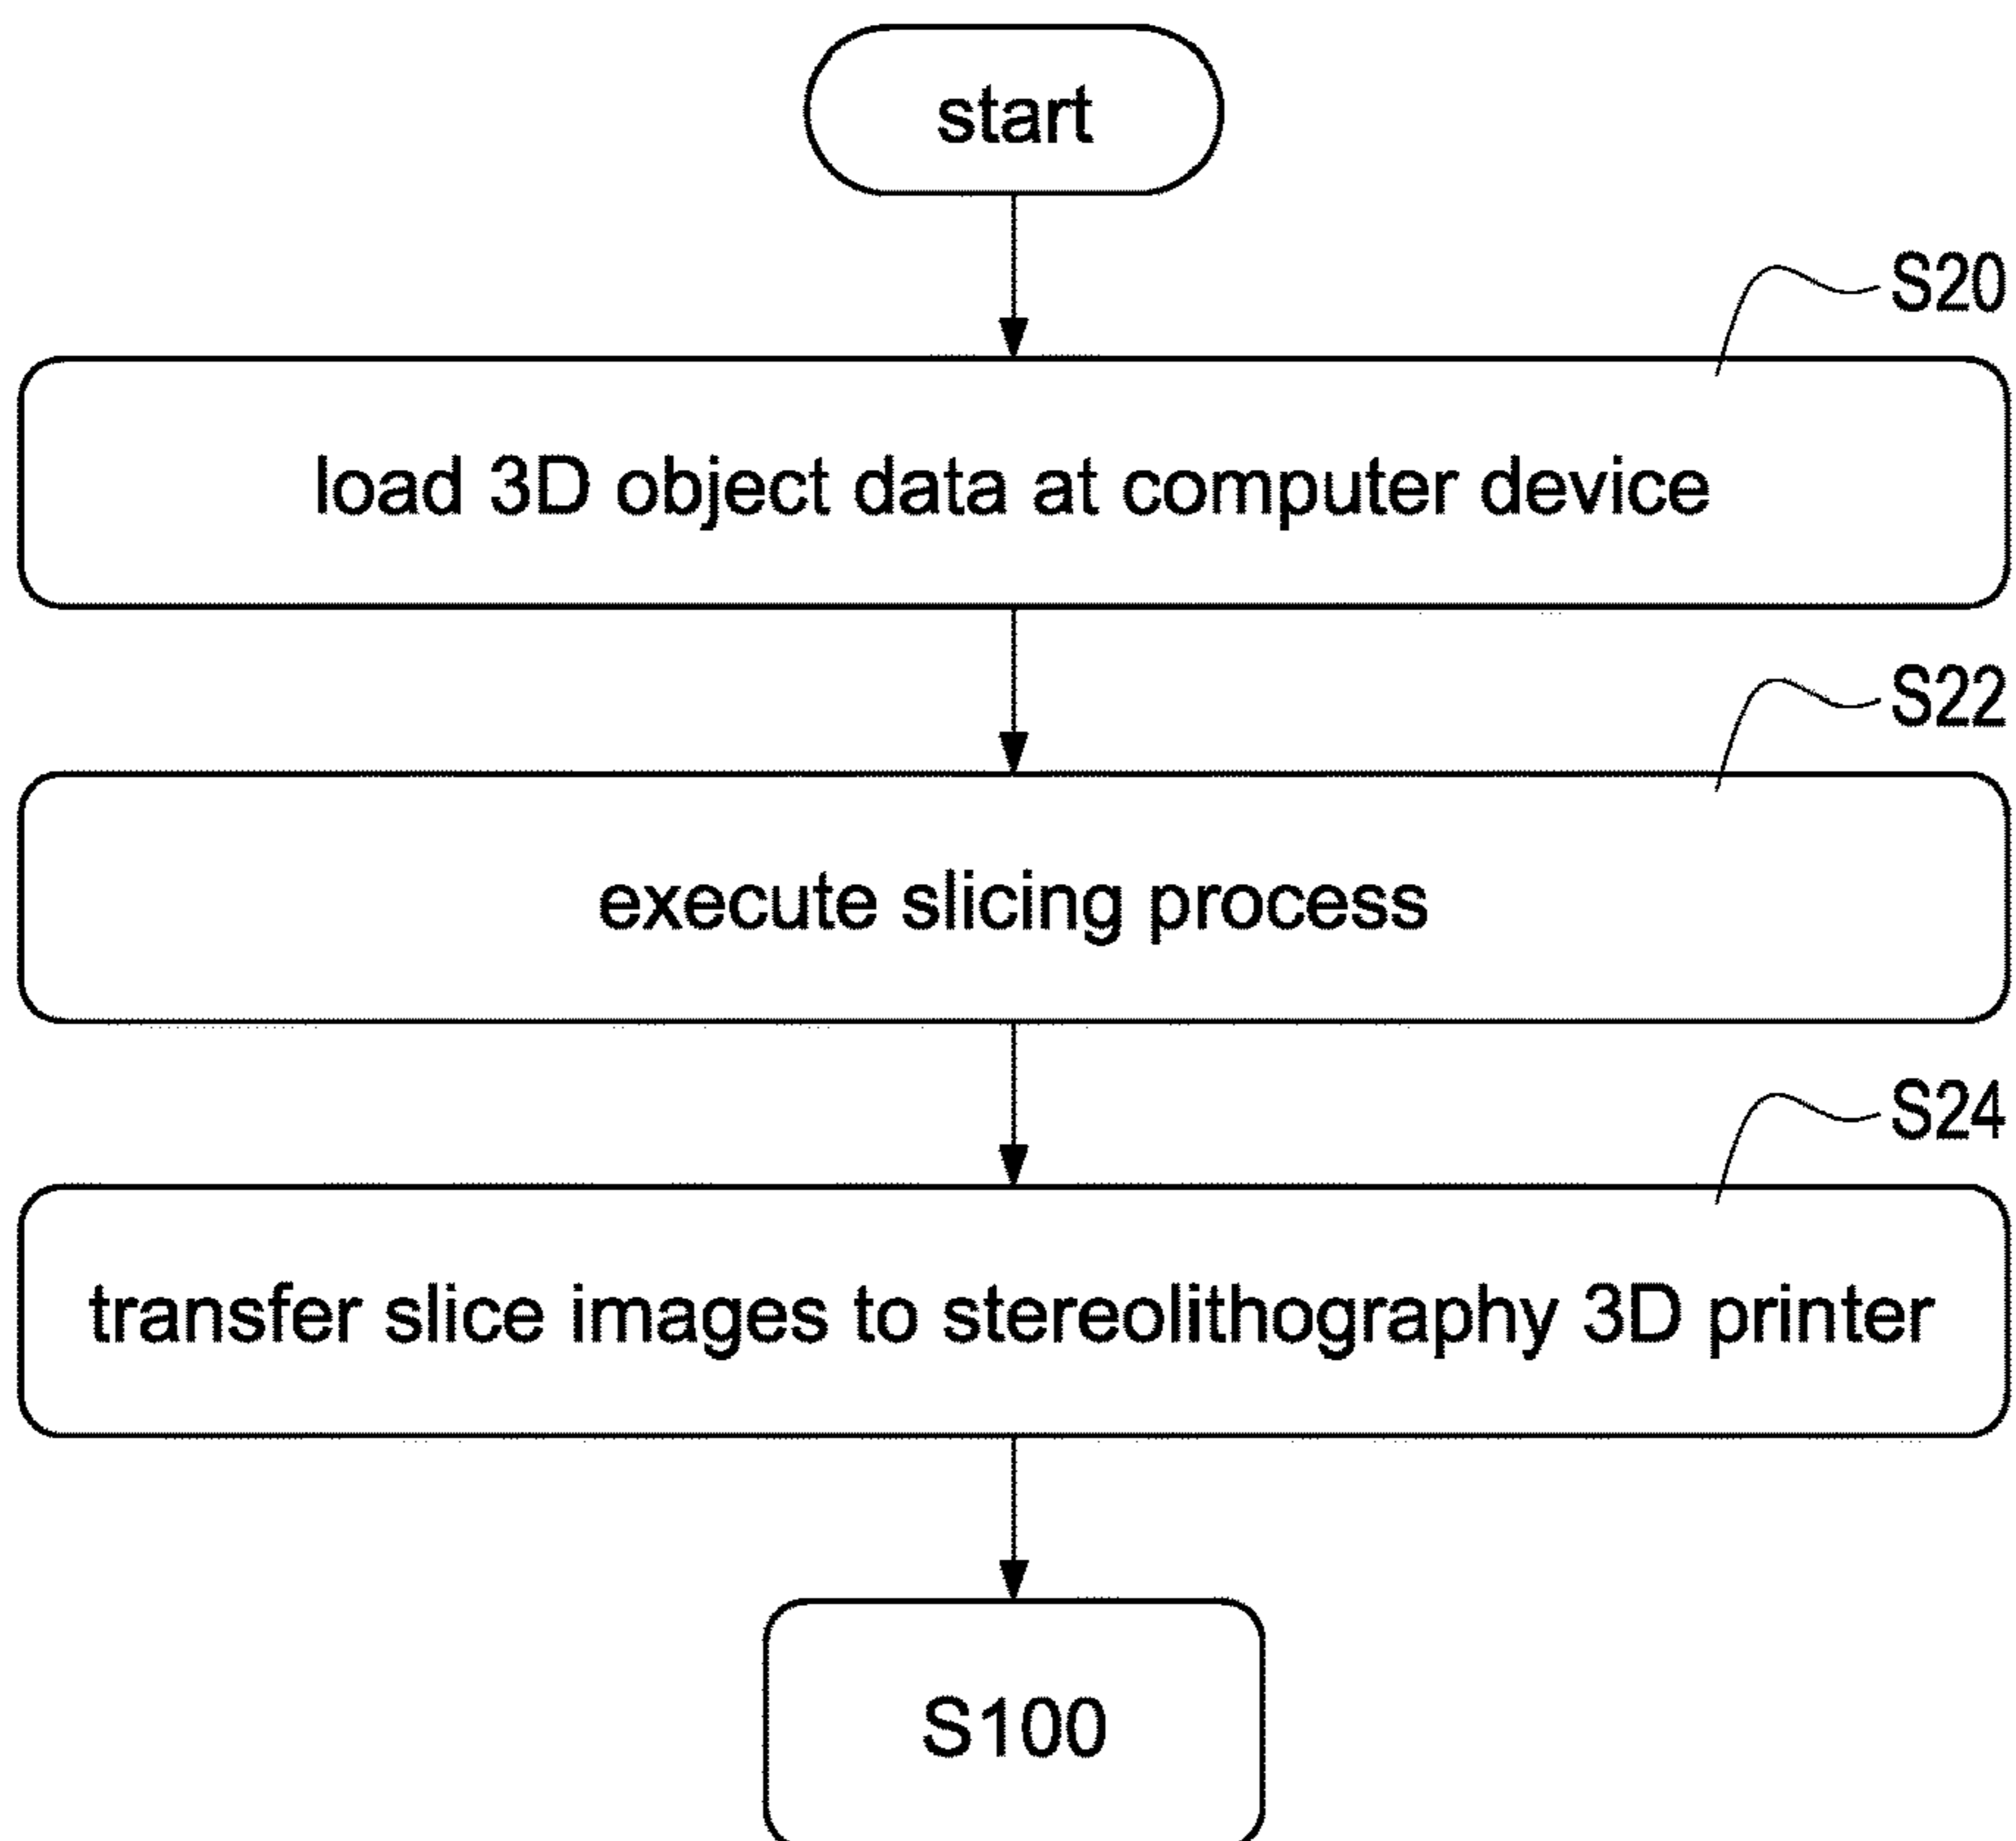 start
S20
load 3D object data at computer device
S22
execute slicing process
S24
transfer slice images to stereolithography 3D printer
S100